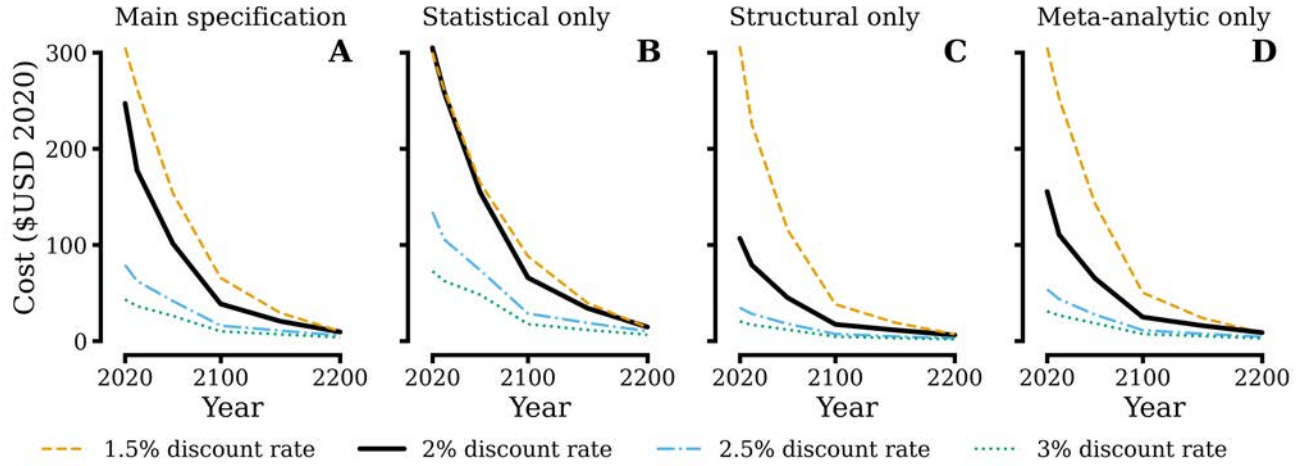 Main specification
Statistical only
Structural only
Meta-analytic only
A
B
C
D
Cost ($USD 2020)
300
200
100
0
2020 2100 2200
2020 2100 2200
2020 2100 2200
2020 2100 2200
Year
Year
Year
Year
1.5% discount rate
2% discount rate
2.5% discount rate
3% discount rate